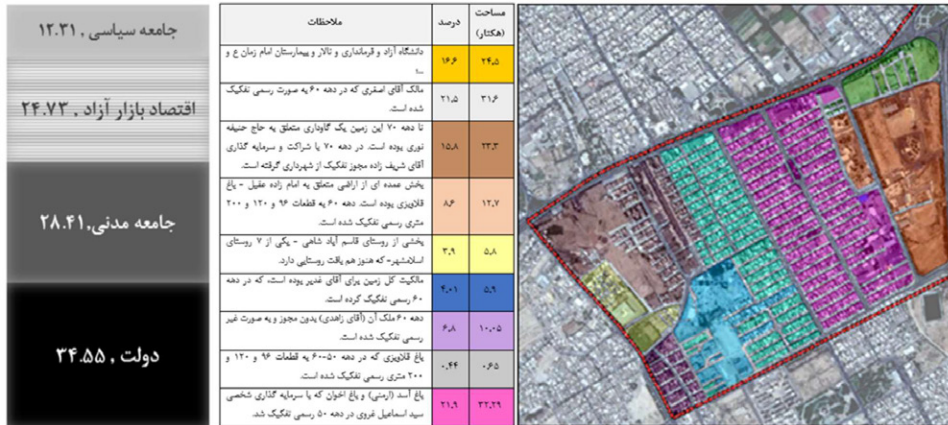 جامعه سیاسی , ۱۲.۳۱
اقتصاد بازار آزاد , ۲۴.۷۳
جامعه مدنی,۲۸.۴۱
دولت , ۳۴.۵۵
مساحت
(هکتار)
درصد
ملاحظات
۲۴,۵
۱۶,۶
دانشگاه آزاد و فرمانداری و تالار و بیمارستان امام زمان ع و
...
۳۱,۶
۲۱,۵
مالک آقای اصغری که در دهه ۶۰ به صورت رسمی تفکیک
شده است.
۲۳,۳
۱۵,۸
تا دهه ۷۰ این زمین یک گاوداری متعلق به حاج حنیفه
نوری بوده است. در دهه ۷۰ با شراکت و سرمایه گذاری
آقای شریف زاده مجوز تفکیک از شهرداری گرفته است.
۱۲,۷
۸,۶
بخش عمده ای از اراضی متعلق به امام زاده عقیل - باغ
قلاویزی بوده است. دهه ۶۰ به قطعات ۹۶ و ۱۲۰ و ۲۰۰
متری رسمی تفکیک شده است.
۵,۸
۳,۹
بخشی از روستای قاسم آباد شاهی - یکی از ۷ روستای
اسلامشهر- که هنوز هم بافت روستایی دارد.
۵,۹
۴,۰۱
مالکیت کل زمین برای آقای غدیر بوده است، که در دهه
۶۰ رسمی تفکیک کرده است.
۱۰,۰۵
۶,۸
دهه ۶۰ ملک آن (آقای زاهدی) بدون مجوز و به صورت غیر
رسمی تفکیک شده است.
۰,۶۵
۰,۴۴
باغ قلاویزی که در دهه ۵۰-۶۰ به قطعات ۹۶ و ۱۲۰ و
۲۰۰ متری رسمی تفکیک شده است.
۳۲,۲۹
۲۱,۹
باغ آسد (ارمنی) و باغ اخوان که با سرمایه گذاری شخصی
سید اسماعیل غروی در دهه ۵۰ رسمی تفکیک شد.